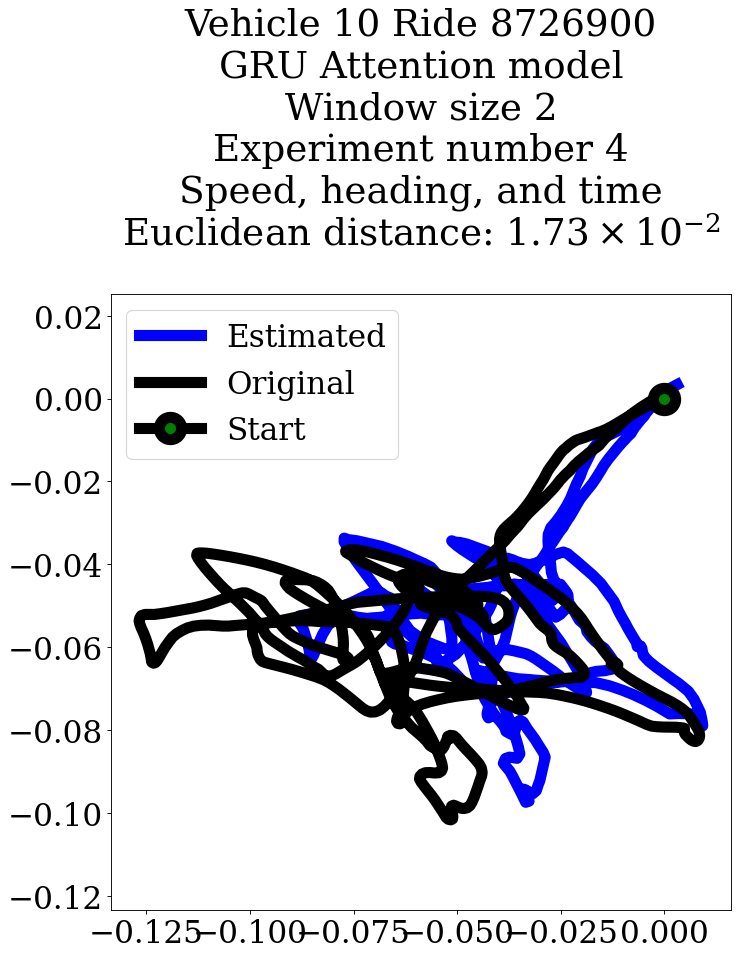 Vehicle 10 Ride 8726900
GRU Attention model
Window size 2
Experiment number 4
Speed, heading, and time
Euclidean distance: 1.73 × 10⁻²
Estimated
Original
Start
0.02
0.00
−0.02
−0.04
−0.06
−0.08
−0.10
−0.12
−0.125 −0.100 −0.075 −0.050 −0.025 0.000